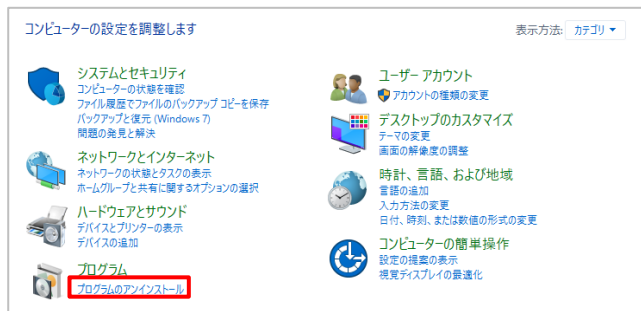 コンピューターの設定を調整します
表示方法: カテゴリ
システムとセキュリティ
コンピューターの状態を確認
ファイル履歴でファイルのバックアップ コピーを保存
バックアップと復元 (Windows 7)
問題の発見と解決
ネットワークとインターネット
ネットワークの状態とタスクの表示
ホームグループと共有に関するオプションの選択
ハードウェアとサウンド
デバイスとプリンターの表示
デバイスの追加
プログラム
プログラムのアンインストール
ユーザー アカウント
アカウントの種類の変更
デスクトップのカスタマイズ
テーマの変更
画面の解像度の調整
時計、言語、および地域
言語の追加
入力方法の変更
日付、時刻、または数値の形式の変更
コンピューターの簡単操作
設定の提案の表示
視覚ディスプレイの最適化